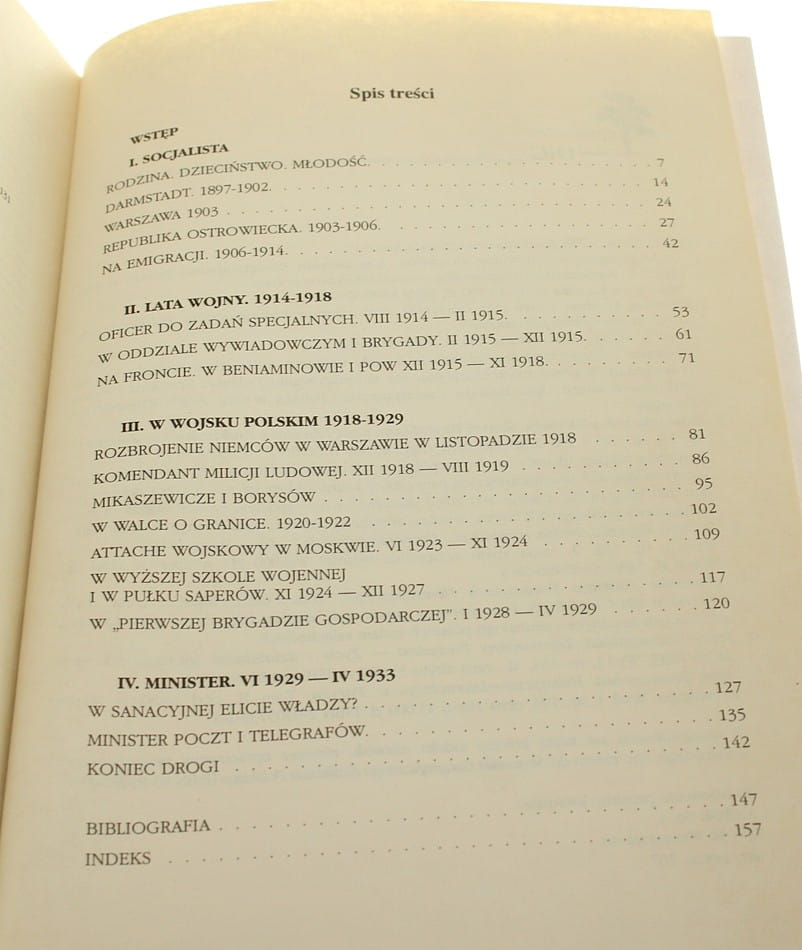 Spis treści
WSTĘP
I. SOCJALISTA
RODZINA. DZIECIŃSTWO. MŁODOŚĆ. . . . . . . . . . . . . . . . . . . 7
DARMSTADT. 1897-1902. . . . . . . . . . . . . . . . . . . . . . . . 14
WARSZAWA 1903 . . . . . . . . . . . . . . . . . . . . . . . . . . . 24
REPUBLIKA OSTROWIECKA. 1903-1906. . . . . . . . . . . . . . . . 27
NA EMIGRACJI. 1906-1914. . . . . . . . . . . . . . . . . . . . . . 42
II. LATA WOJNY. 1914-1918
OFICER DO ZADAŃ SPECJALNYCH. VIII 1914 — II 1915. . . . . . . . . . 53
W ODDZIALE WYWIADOWCZYM I BRYGADY. II 1915 — XII 1915. . . . . . . 61
NA FRONCIE. W BENIAMINOWIE I POW XII 1915 — XI 1918. . . . . . . . 71
III. W WOJSKU POLSKIM 1918-1929
ROZBROJENIE NIEMCÓW W WARSZAWIE W LISTOPADZIE 1918 . . . . . . 81
KOMENDANT MILICJI LUDOWEJ. XII 1918 — VIII 1919 . . . . . . . . . . 86
MIKASZEWICZE I BORYSÓW . . . . . . . . . . . . . . . . . . . . . . 95
W WALCE O GRANICE. 1920-1922 . . . . . . . . . . . . . . . . . . . 102
ATTACHE WOJSKOWY W MOSKWIE. VI 1923 — XI 1924 . . . . . . . . . 109
W WYŻSZEJ SZKOLE WOJENNEJ
I W PUŁKU SAPERÓW. XI 1924 — XII 1927 . . . . . . . . . . . . . . . 117
W „PIERWSZEJ BRYGADZIE GOSPODARCZEJ". I 1928 — IV 1929 . . . . . . 120
IV. MINISTER. VI 1929 — IV 1933
W SANACYJNEJ ELICIE WŁADZY? . . . . . . . . . . . . . . . . . . . . 127
MINISTER POCZT I TELEGRAFÓW. . . . . . . . . . . . . . . . . . . . 135
KONIEC DROGI . . . . . . . . . . . . . . . . . . . . . . . . . . . 142
BIBLIOGRAFIA . . . . . . . . . . . . . . . . . . . . . . . . . . . 147
INDEKS . . . . . . . . . . . . . . . . . . . . . . . . . . . . . . 157